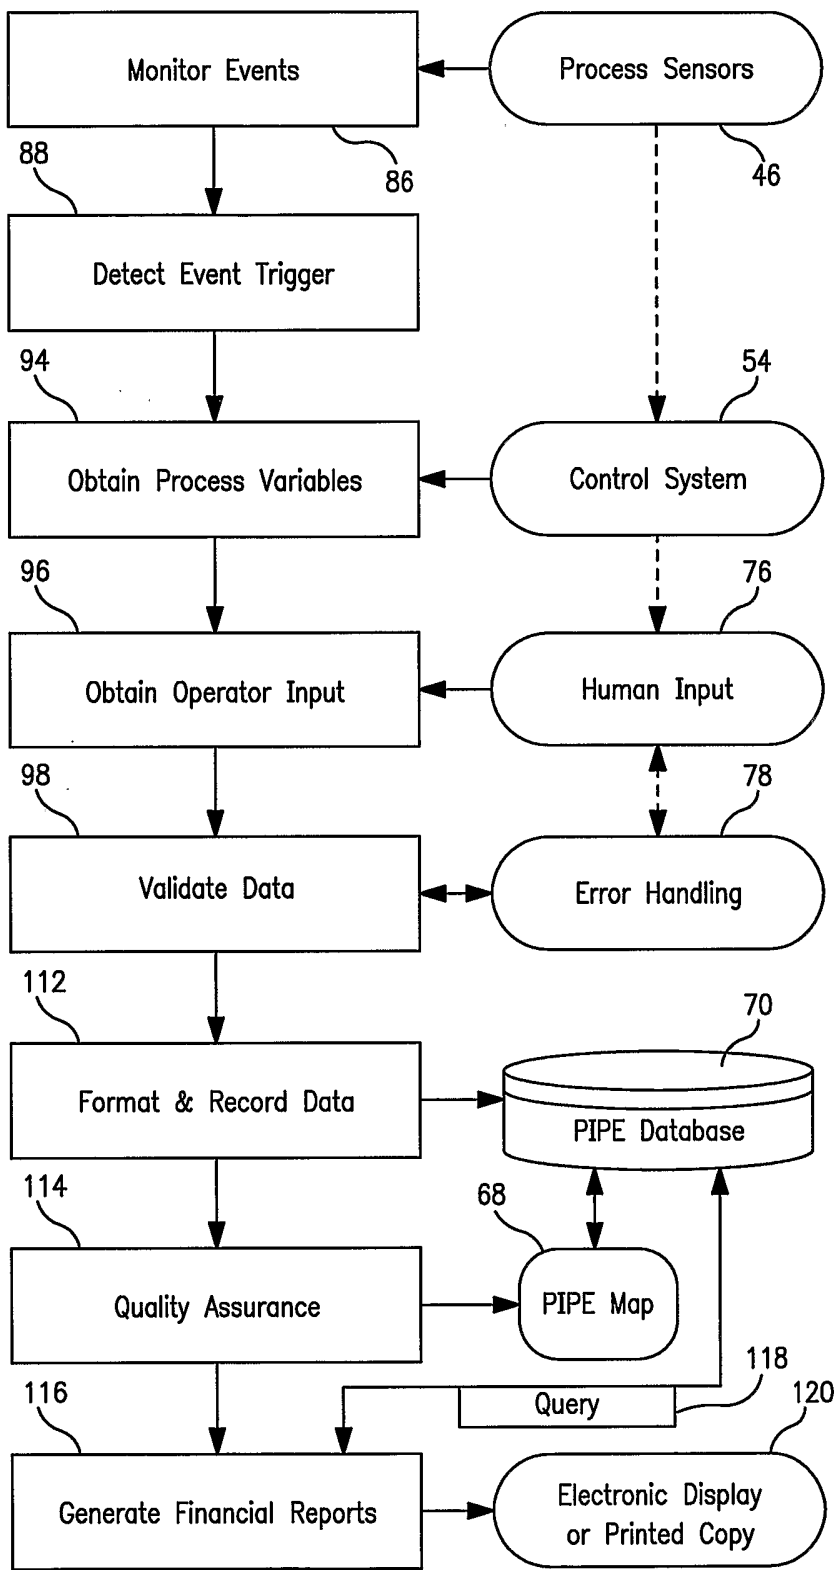 Monitor Events
Process Sensors
88
86
46
Detect Event Trigger
94
54
Obtain Process Variables
Control System
96
76
Obtain Operator Input
Human Input
98
78
Validate Data
Error Handling
112
70
Format & Record Data
PIPE Database
114
68
Quality Assurance
PIPE Map
118
116
Query
120
Generate Financial Reports
Electronic Display
or Printed Copy